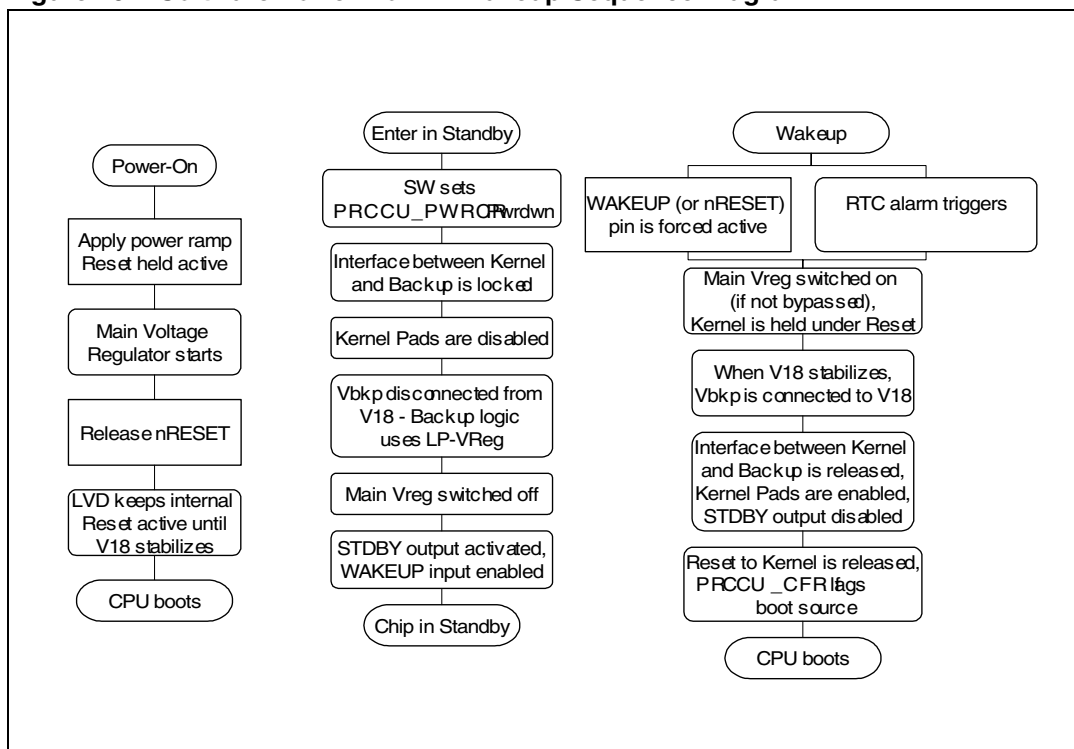 Power-On
Apply power ramp
Reset held active
Main Voltage
Regulator starts
Release nRESET
LVD keeps internal
Reset active until
V18 stabilizes
CPU boots
Enter in Standby
SW sets
Interface between Kernel
and Backup is locked
Kernel Pads are disabled
Vbkp disconnected from
V18 - Backup logic
uses LP-VReg
Main Vreg switched off
STDBY output activated,
WAKEUP input enabled
Chip in Standby
Wakeup
WAKEUP (or nRESET)
pin is forced active
RTC alarm triggers
Main Vreg switched on
(if not bypassed),
Kernel is held under Reset
When V18 stabilizes,
Vbkp is connected to V18
Interface between Kernel
and Backup is released,
Kernel Pads are enabled,
STDBY output disabled
Reset to Kernel is released,
PRCCU_CFR flags
boot source
CPU boots